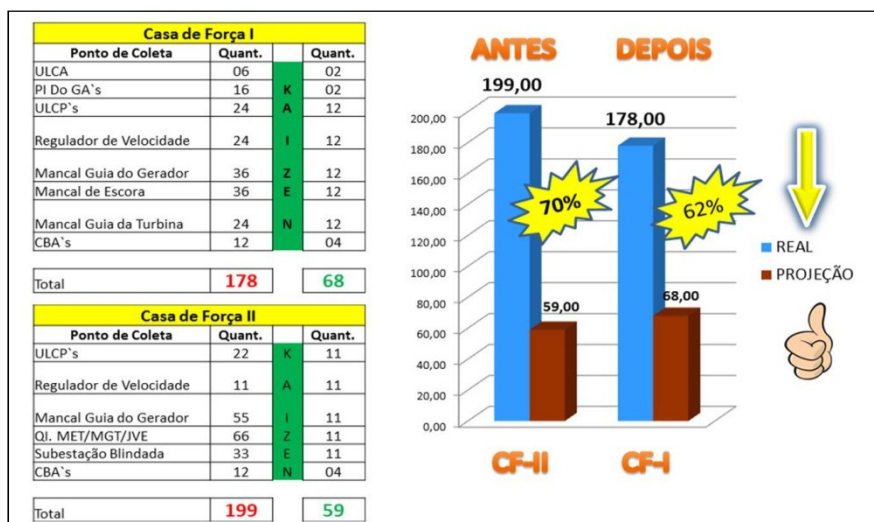 Casa de Força I
Ponto de Coleta Quant. Quant.
ULCA 06 02
PI Do GA`s 16 K 02
ULCP`s 24 A 12
Regulador de Velocidade 24 I 12
Mancal Guia do Gerador 36 Z 12
Mancal de Escora 36 E 12
Mancal Guia da Turbina 24 N 12
CBA`s 12 04
Total 178 68
Casa de Força II
Ponto de Coleta Quant. Quant.
ULCP`s 22 K 11
Regulador de Velocidade 11 A 11
Mancal Guia do Gerador 55 I 11
QI. MET/MGT/JVE 66 Z 11
Subestação Blindada 33 E 11
CBA`s 12 N 04
Total 199 59
ANTES DEPOIS
199,00
178,00
200,00
180,00
160,00
140,00
120,00
100,00
80,00
60,00
40,00
20,00
0,00
70%
62%
59,00
68,00
REAL
PROJEÇÃO
CF-II CF-I